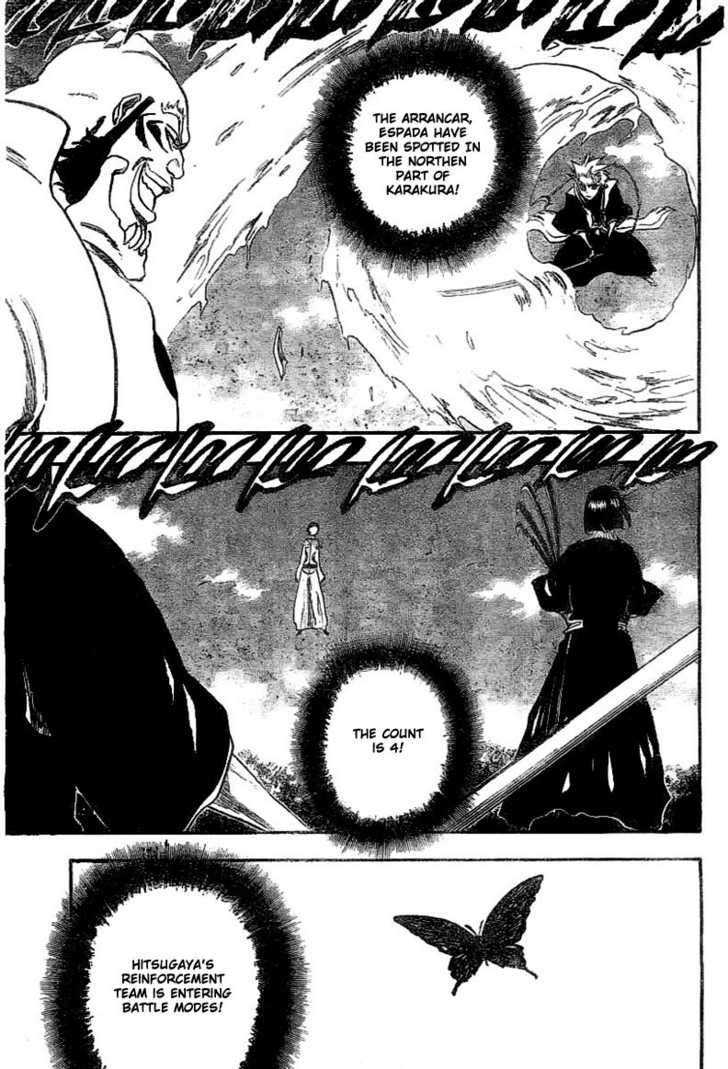 THE ARRANCAR,
ESPADA HAVE
BEEN SPOTTED IN
THE NORTHEN
PART OF
KARAKURA!
THE COUNT
IS 4!
HITSUGAYA'S
REINFORCEMENT
TEAM IS ENTERING
BATTLE MODES!